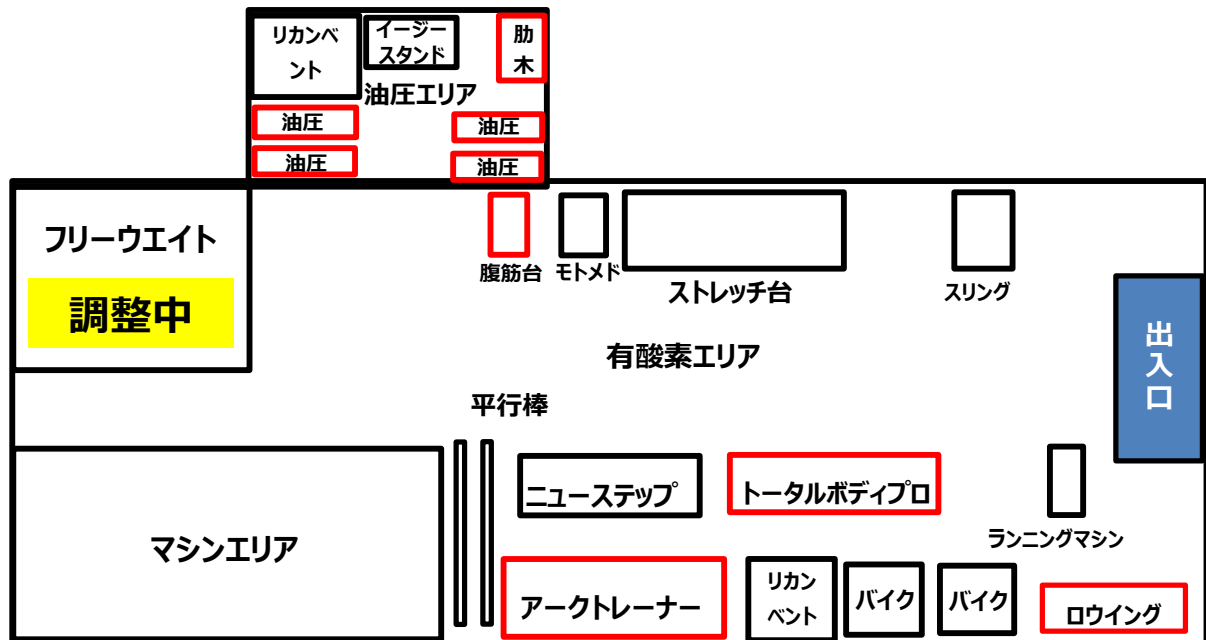 リカンベ
ント
イージー
スタンド
肋
木
油圧エリア
油圧
油圧
油圧
油圧
フリーウエイト
調整中
腹筋台
モトメド
ストレッチ台
スリング
出
入
口
有酸素エリア
平行棒
ニューステップ
トータルボディプロ
ランニングマシン
マシンエリア
アークトレーナー
リカン
ベント
バイク
バイク
ロウイング